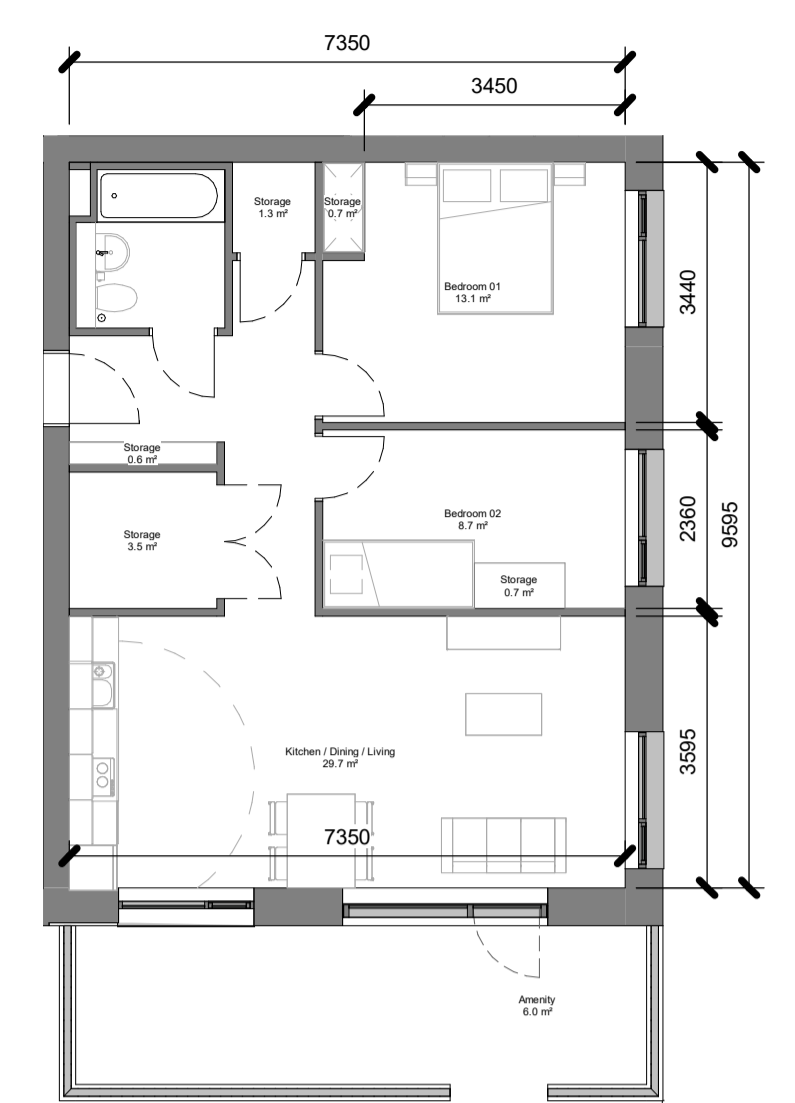 7350
3450
Storage
1.3 m²
Storage
0.7 m²
Bedroom 01
13.1 m²
3440
Storage
0.6 m²
Storage
3.5 m²
Bedroom 02
8.7 m²
Storage
0.7 m²
2360
9595
Kitchen / Dining / Living
29.7 m²
3595
7350
Amenity
6.0 m²